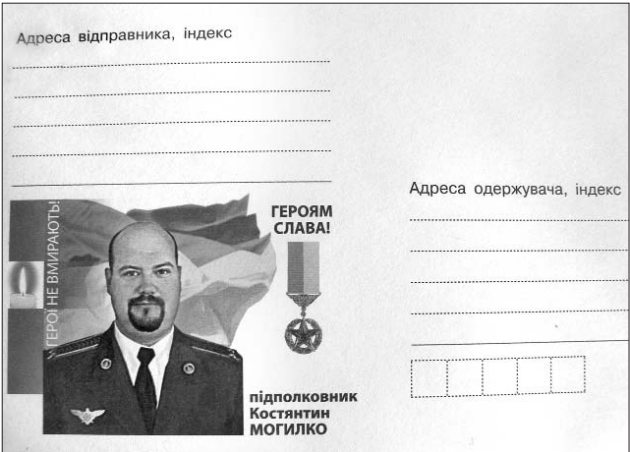 Адреса відправника, індекс
ГЕРОЇ НЕ ВМИРАЮТЬ!
ГЕРОЯМ
СЛАВА!
підполковник
Костянтин
МОГИЛКО
Адреса одержувача, індекс